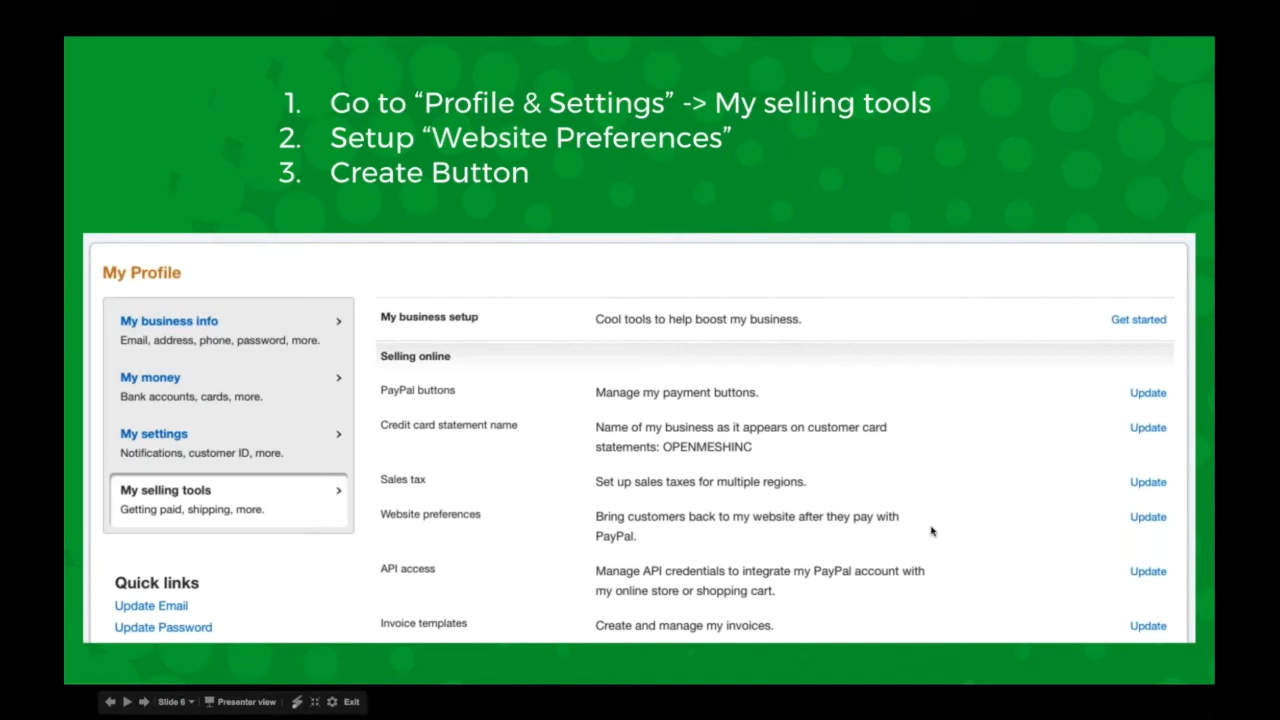 1. Go to “Profile & Settings” -> My selling tools
2. Setup “Website Preferences”
3. Create Button
My Profile
My business info
Email, address, phone, password, more.
My money
Bank accounts, cards, more.
My settings
Notifications, customer ID, more.
My selling tools
Getting paid, shipping, more.
Quick links
Update Email
Update Password
My business setup Cool tools to help boost my business. Get started
Selling online
PayPal buttons Manage my payment buttons. Update
Credit card statement name Name of my business as it appears on customer card Update
statements: OPENMESHINC
Sales tax Set up sales taxes for multiple regions. Update
Website preferences Bring customers back to my website after they pay with Update
PayPal.
API access Manage API credentials to integrate my PayPal account with Update
my online store or shopping cart.
Invoice templates Create and manage my invoices. Update
Slide 6 Presenter view Exit